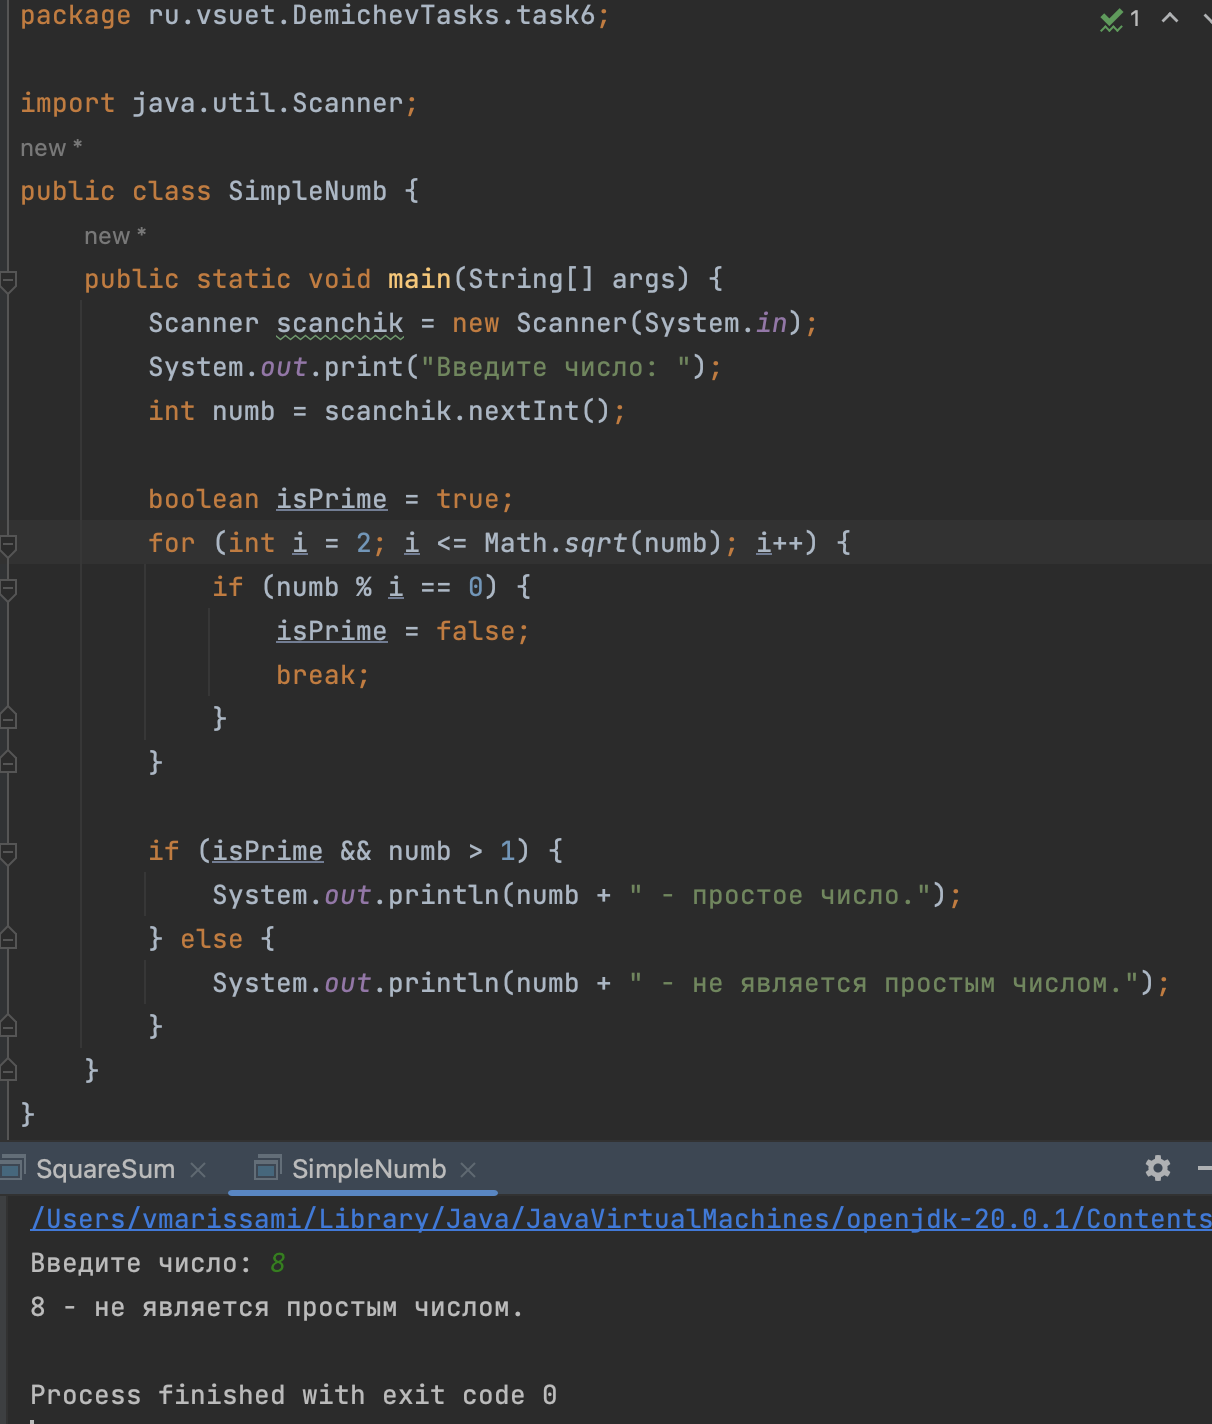 package ru.vsuet.DemichevTasks.task6;
1
import java.util.Scanner;
new *
public class SimpleNumb {
new *
public static void main(String[] args) {
Scanner scanchik = new Scanner(System.in);
System.out.print("Введите число: ");
int numb = scanchik.nextInt();
boolean isPrime = true;
for (int i = 2; i <= Math.sqrt(numb); i++) {
if (numb % i == 0) {
isPrime = false;
break;
}
}
if (isPrime && numb > 1) {
System.out.println(numb + " - простое число.");
} else {
System.out.println(numb + " - не является простым числом.");
}
}
}
SquareSum SimpleNumb
/Users/vmarissami/Library/Java/JavaVirtualMachines/openjdk-20.0.1/Contents
Введите число: 8
8 - не является простым числом.
Process finished with exit code 0